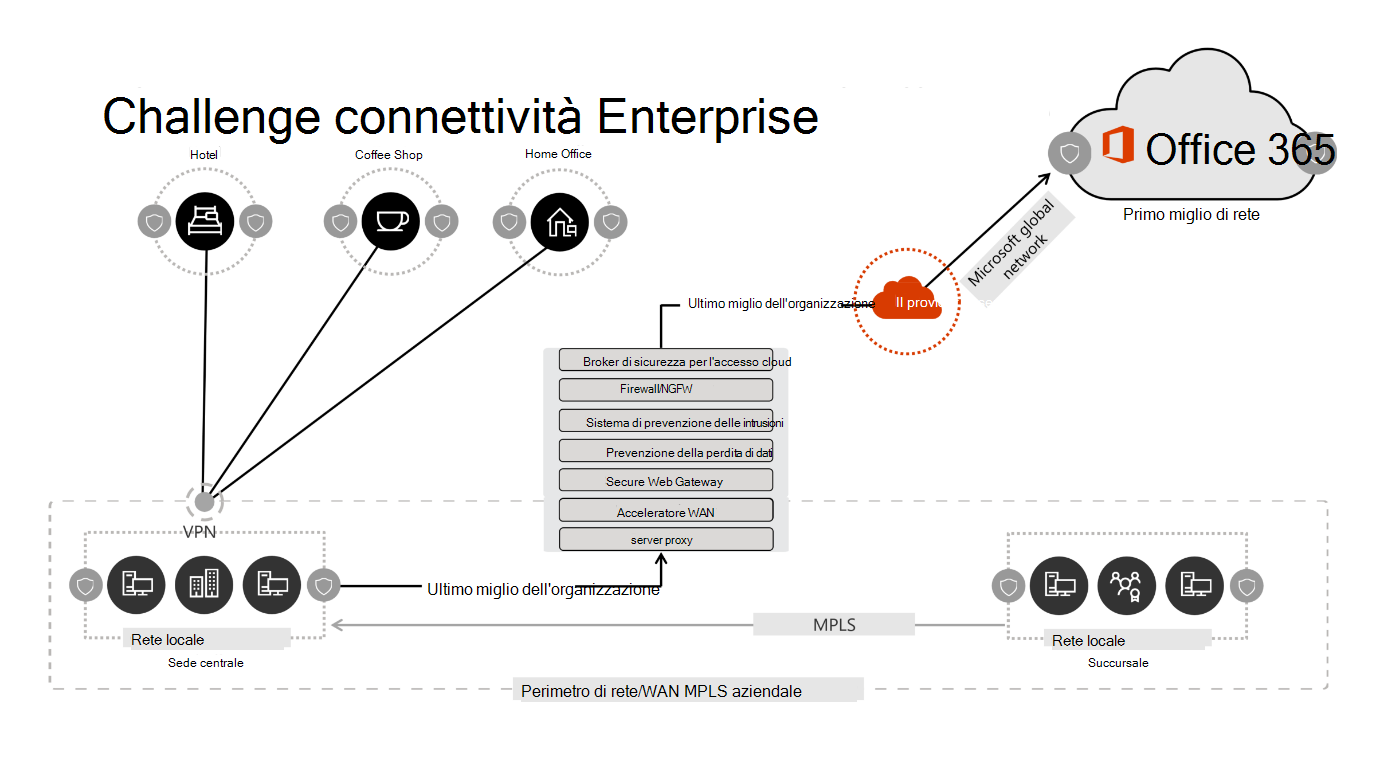 Challenge connettività Enterprise
Hotel
Coffee Shop
Home Office
Office 365
Primo miglio di rete
Microsoft global
network
Ultimo miglio dell'organizzazione
Il
Broker di sicurezza per l'accesso cloud
Firewall/NGFW
Sistema di prevenzione delle intrusioni
Prevenzione della perdita di dati
Secure Web Gateway
Acceleratore WAN
server proxy
VPN
Ultimo miglio dell'organizzazione
MPLS
Rete locale
Sede centrale
Rete locale
Succursale
Perimetro di rete/WAN MPLS aziendale